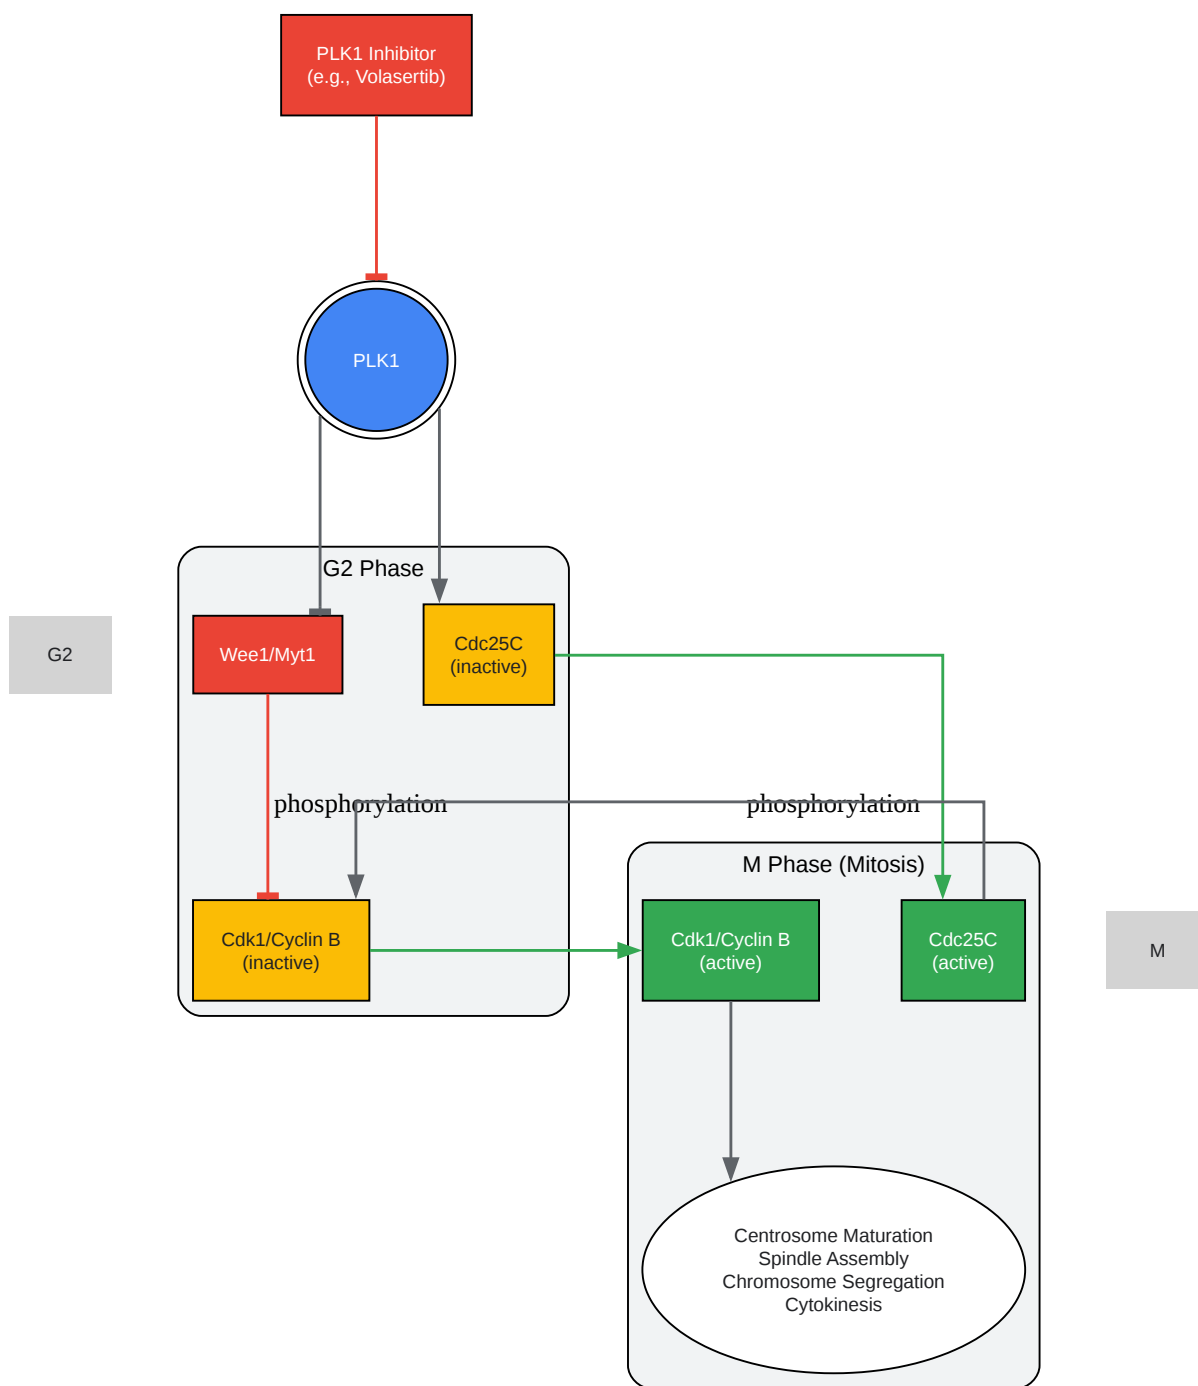 PLK1 Inhibitor
(e.g., Volasertib)
PLK1
G2 Phase
G2
Wee1/Myt1
Cdc25C
(inactive)
phosphorylation
phosphorylation
M Phase (Mitosis)
Cdk1/Cyclin B
(inactive)
Cdk1/Cyclin B
(active)
Cdc25C
(active)
M
Centrosome Maturation
Spindle Assembly
Chromosome Segregation
Cytokinesis